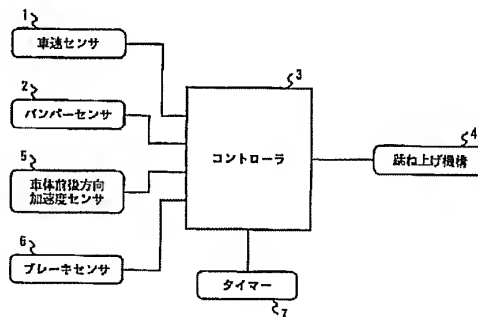 1
車速センサ
2
バンパーセンサ
5
車体前後方向
加速度センサ
6
ブレーキセンサ
3
コントローラ
4
跳ね上げ機構
タイマー
7